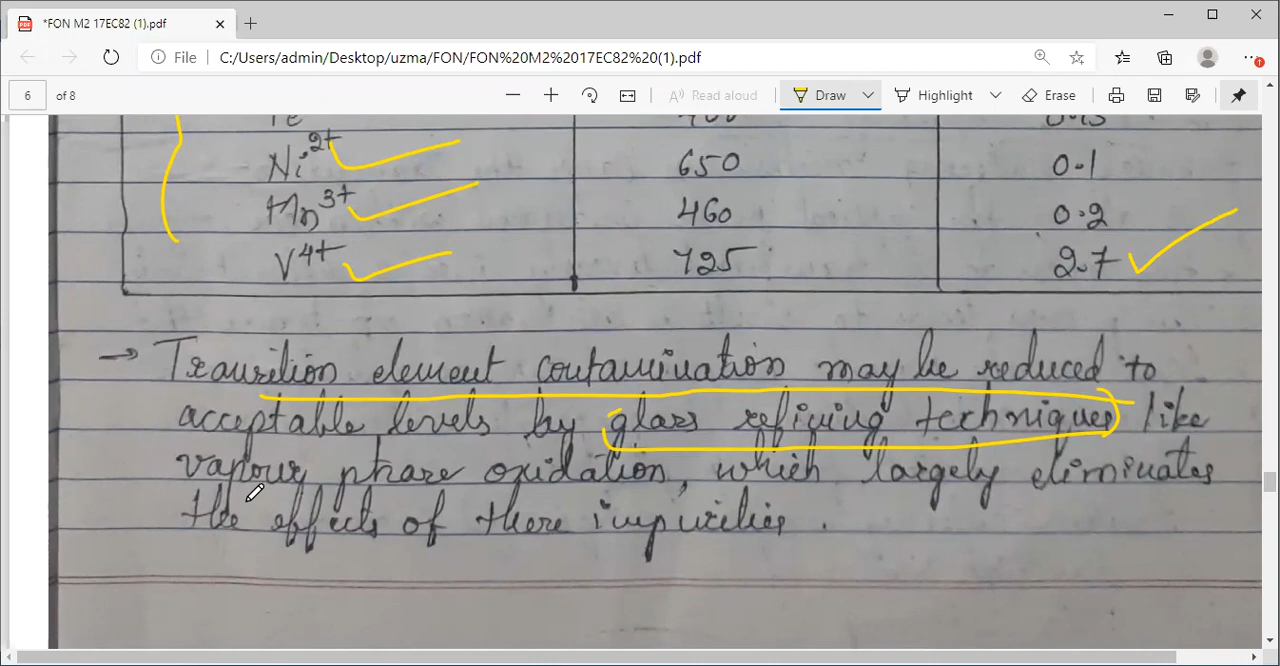 *FON M2 17EC82 (1).pdf
File C:/Users/admin/Desktop/uzma/FON/FON%20M2%2017EC82%20(1).pdf
6 of 8 Read aloud Draw Highlight Erase
Ni2+ 650 0.1
Mn3+ 460 0.2
V4+ 725 2.7
→ Transition element contamination may be reduced to
acceptable levels by glass refining techniques like
vapour phase oxidation, which largely eliminates
the effects of these impurities.